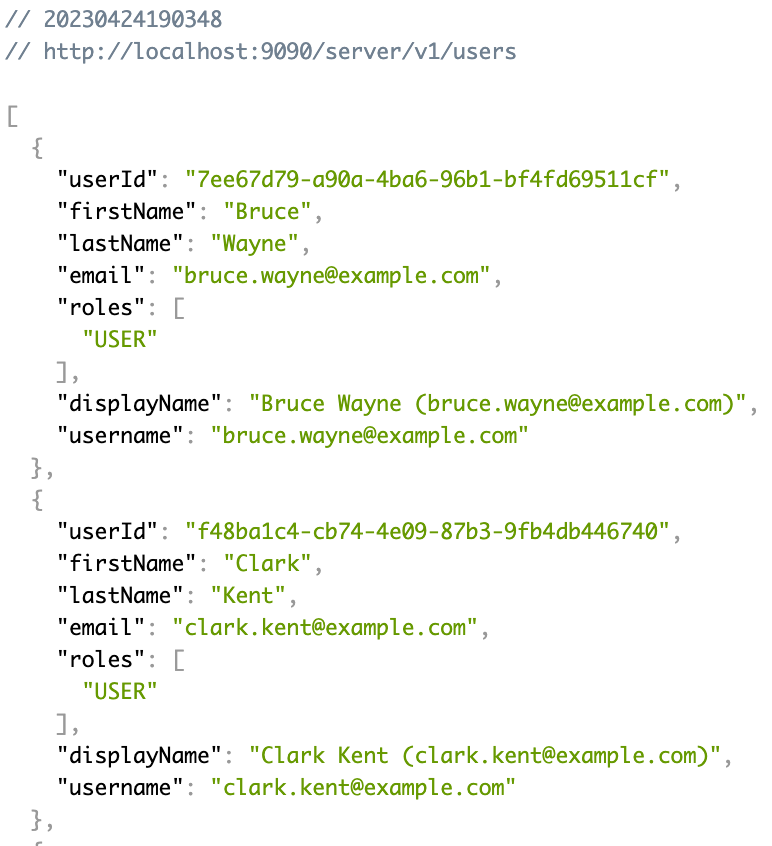 // 20230424190348
// http://localhost:9090/server/v1/users
[
{
"userId": "7ee67d79-a90a-4ba6-96b1-bf4fd69511cf",
"firstName": "Bruce",
"lastName": "Wayne",
"email": "bruce.wayne@example.com",
"roles": [
"USER"
],
"displayName": "Bruce Wayne (bruce.wayne@example.com)",
"username": "bruce.wayne@example.com"
},
{
"userId": "f48ba1c4-cb74-4e09-87b3-9fb4db446740",
"firstName": "Clark",
"lastName": "Kent",
"email": "clark.kent@example.com",
"roles": [
"USER"
],
"displayName": "Clark Kent (clark.kent@example.com)",
"username": "clark.kent@example.com"
},
{